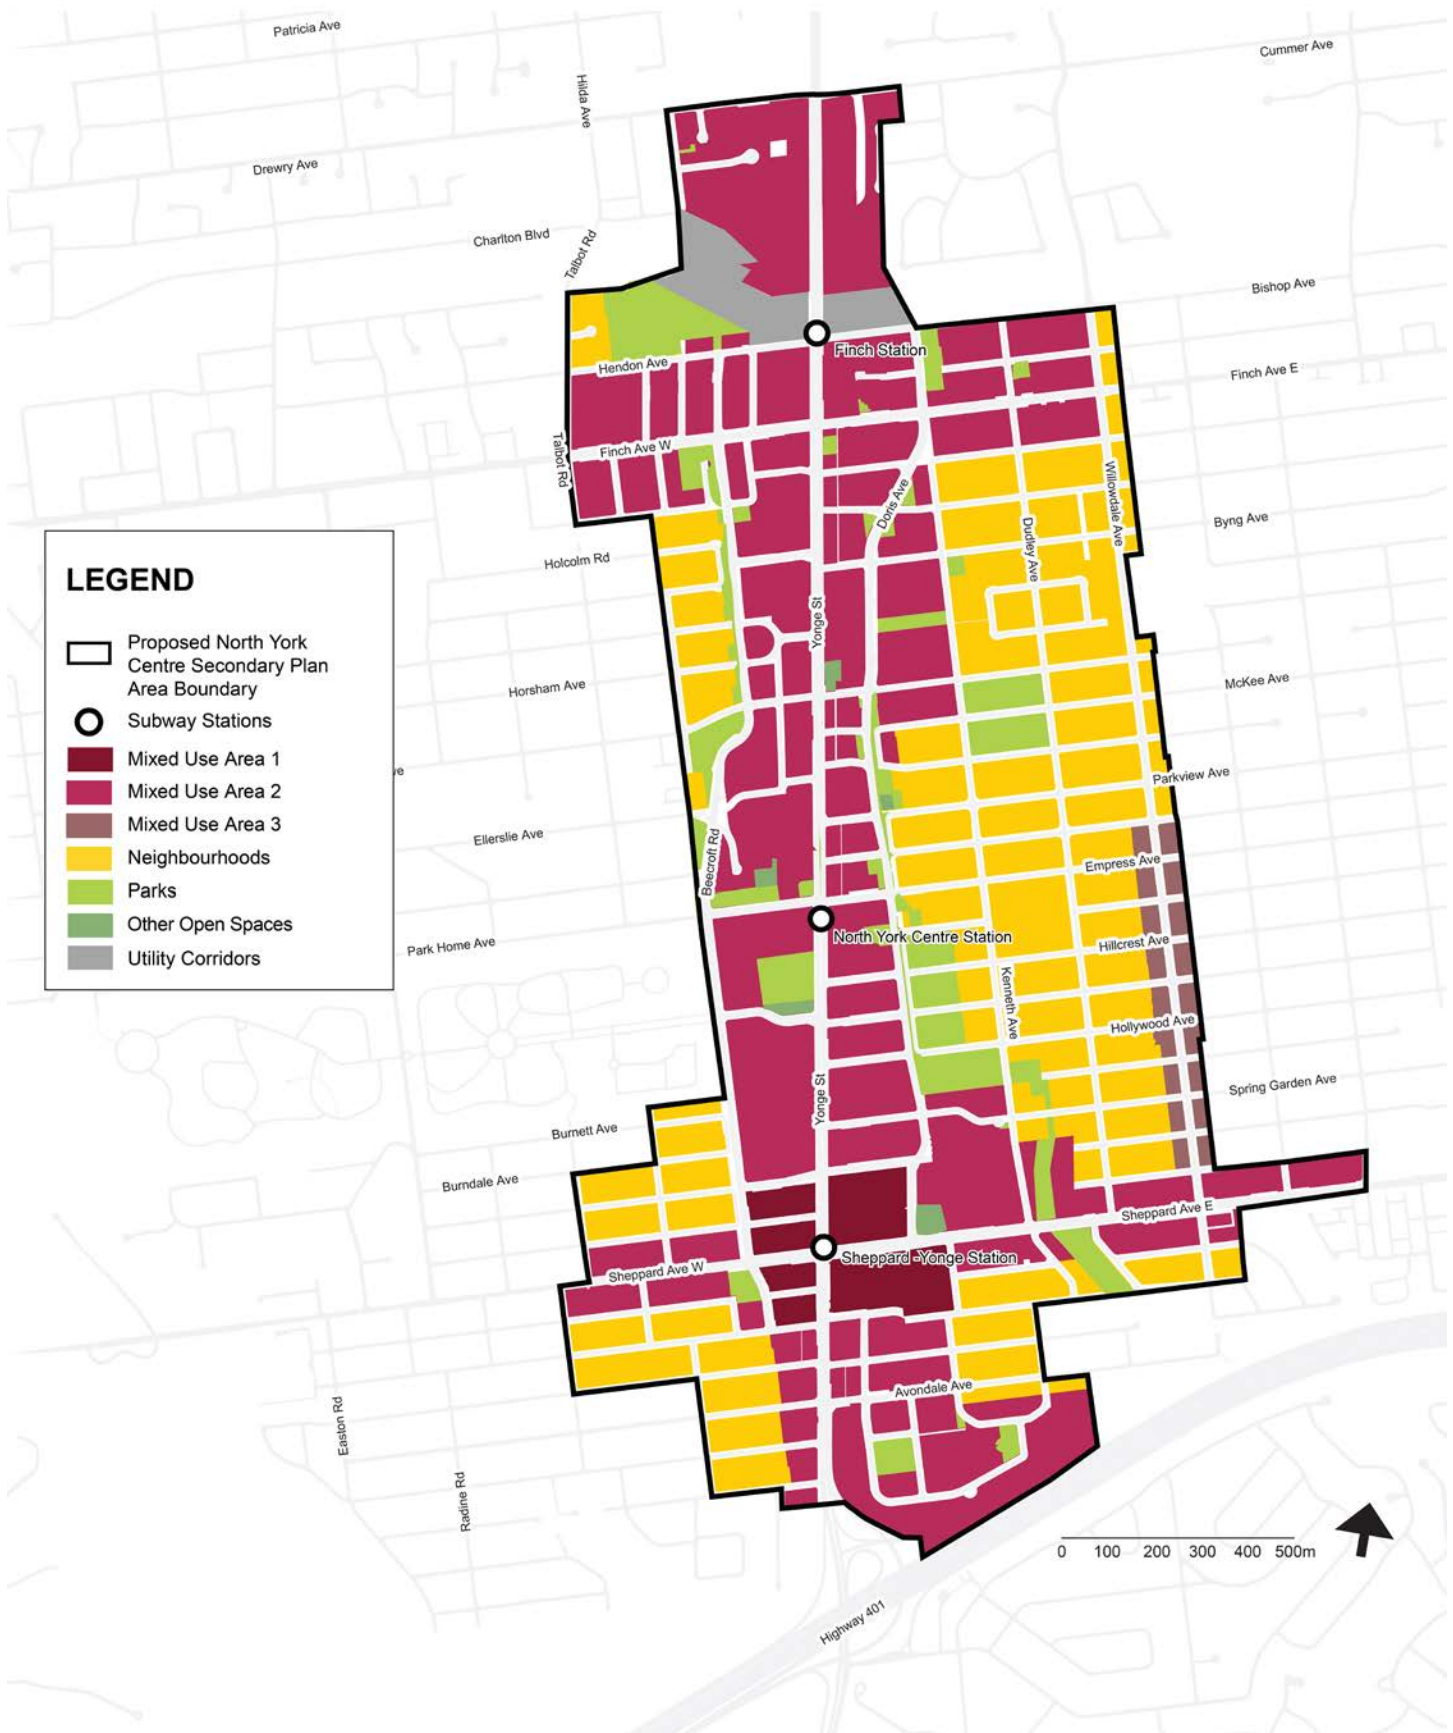 Patricia Ave
Cummer Ave
Hilda Ave
Drewry Ave
Charlton Blvd
Talbot Rd
Bishop Ave
Finch Station
Hendon Ave
Finch Ave E
Talbot Rd
Finch Ave W
Willowdale Ave
Doris Ave
Byng Ave
Dudley Ave
Holcolm Rd
LEGEND
Proposed North York
Centre Secondary Plan
Area Boundary
Subway Stations
Mixed Use Area 1
Mixed Use Area 2
Mixed Use Area 3
Neighbourhoods
Parks
Other Open Spaces
Utility Corridors
Yonge St
Horsham Ave
McKee Ave
ve
Parkview Ave
Ellerslie Ave
Beecroft Rd
Empress Ave
North York Centre Station
Park Home Ave
Hillcrest Ave
Kenneth Ave
Hollywood Ave
Yonge St
Spring Garden Ave
Burnett Ave
Burndale Ave
Sheppard Ave E
Sheppard -Yonge Station
Sheppard Ave W
Avondale Ave
Easton Rd
Radine Rd
0 100 200 300 400 500m
Highway 401